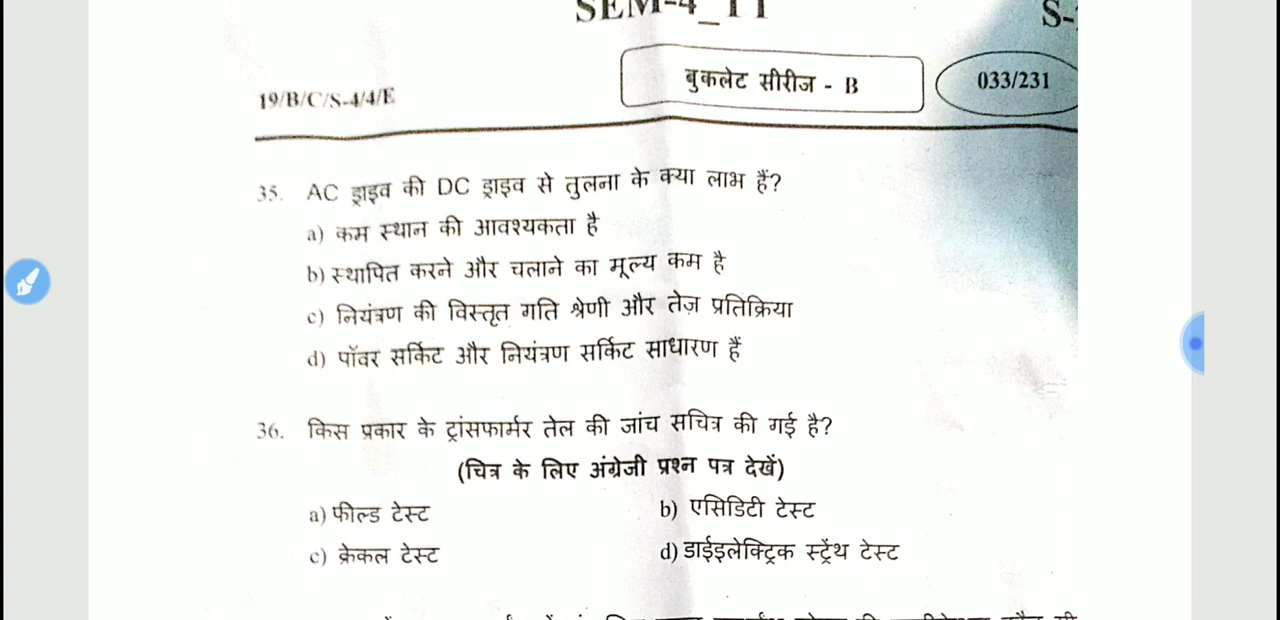 SEM-4_11
S-
19/B/C/S-4/4/E
बुकलेट सीरीज - B
033/231
35. AC ड्राइव की DC ड्राइव से तुलना के क्या लाभ हैं?
a) कम स्थान की आवश्यकता है
b) स्थापित करने और चलाने का मूल्य कम है
c) नियंत्रण की विस्तृत गति श्रेणी और तेज़ प्रतिक्रिया
d) पॉवर सर्किट और नियंत्रण सर्किट साधारण हैं
36. किस प्रकार के ट्रांसफार्मर तेल की जांच सचित्र की गई है?
(चित्र के लिए अंग्रेजी प्रश्न पत्र देखें)
a) फील्ड टेस्ट b) एसिडिटी टेस्ट
c) क्रेकल टेस्ट d) डाईइलेक्ट्रिक स्ट्रेंथ टेस्ट